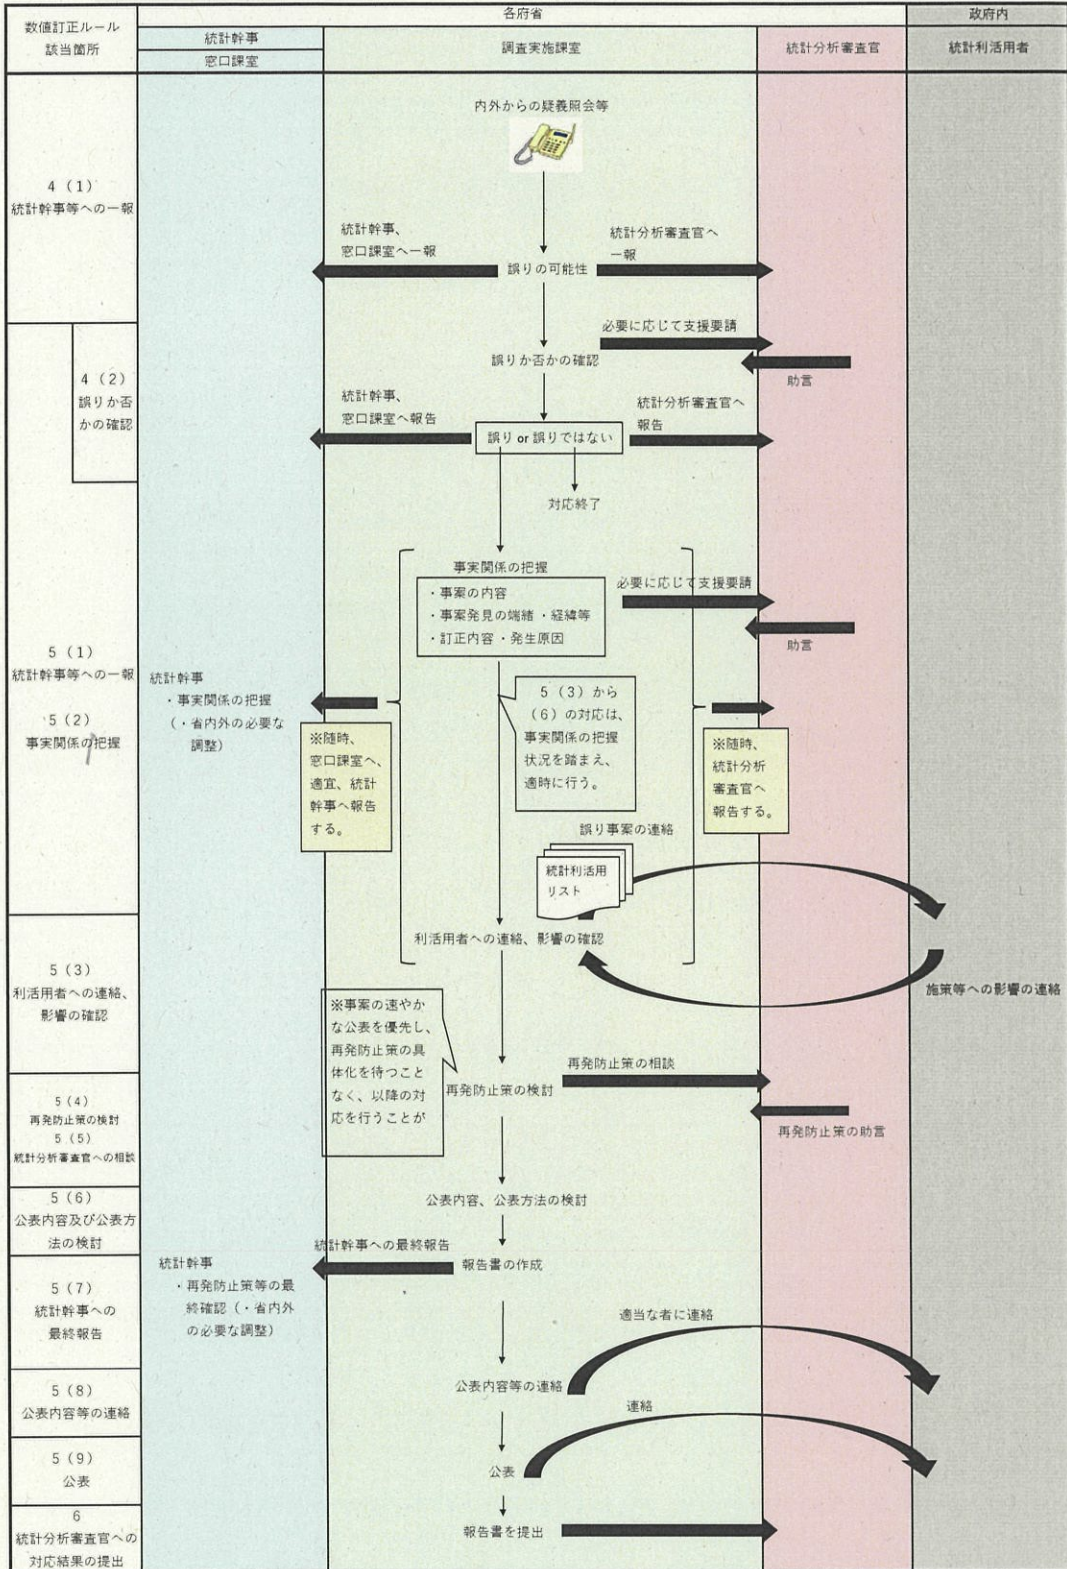 数値訂正ルール
該当箇所
各府省
政府内
統計幹事
窓口課室
調査実施課室
統計分析審査官
統計利活用者
4（1）
統計幹事等への一報
内外からの疑義照会等
統計幹事、
窓口課室へ一報
誤りの可能性
統計分析審査官へ
一報
4（2）
誤りか否
かの確認
必要に応じて支援要請
誤りか否かの確認
助言
統計幹事、
窓口課室へ報告
誤り or 誤りではない
統計分析審査官へ
報告
対応終了
5（1）
統計幹事等への一報
5（2）
事実関係の把握
事実関係の把握
・事案の内容
・事案発見の端緒・経緯等
・訂正内容・発生原因
必要に応じて支援要請
助言
統計幹事
・事実関係の把握
（・省内外の必要な
調整）
※随時、
窓口課室へ、
適宜、統計
幹事へ報告
する。
5（3）から
（6）の対応は、
事実関係の把握
状況を踏まえ、
適時に行う。
※随時、
統計分析
審査官へ
報告する。
誤り事案の連絡
統計利活用
リスト
5（3）
利活用者への連絡、
影響の確認
利活用者への連絡、影響の確認
施策等への影響の連絡
※事案の速やか
な公表を優先し、
再発防止策の具
体化を待つこと
なく、以降の対
応を行うことが
5（4）
再発防止策の検討
5（5）
統計分析審査官への相談
再発防止策の検討
再発防止策の相談
再発防止策の助言
5（6）
公表内容及び公表方
法の検討
公表内容、公表方法の検討
5（7）
統計幹事への
最終報告
統計幹事
・再発防止策等の最
終確認（・省内外
の必要な調整）
統計幹事への最終報告
報告書の作成
5（8）
公表内容等の連絡
公表内容等の連絡
適当な者に連絡
5（9）
公表
公表
連絡
6
統計分析審査官への
対応結果の提出
報告書を提出